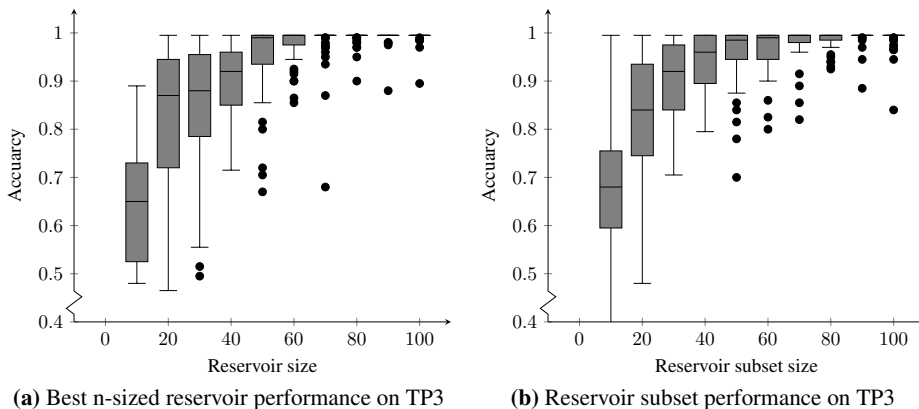 1
0.9
0.8
0.7
0.6
0.5
0.4
Accuarcy
0 20 40 60 80 100
Reservoir size
(a) Best n-sized reservoir performance on TP3
1
0.9
0.8
0.7
0.6
0.5
0.4
Accuarcy
0 20 40 60 80 100
Reservoir subset size
(b) Reservoir subset performance on TP3